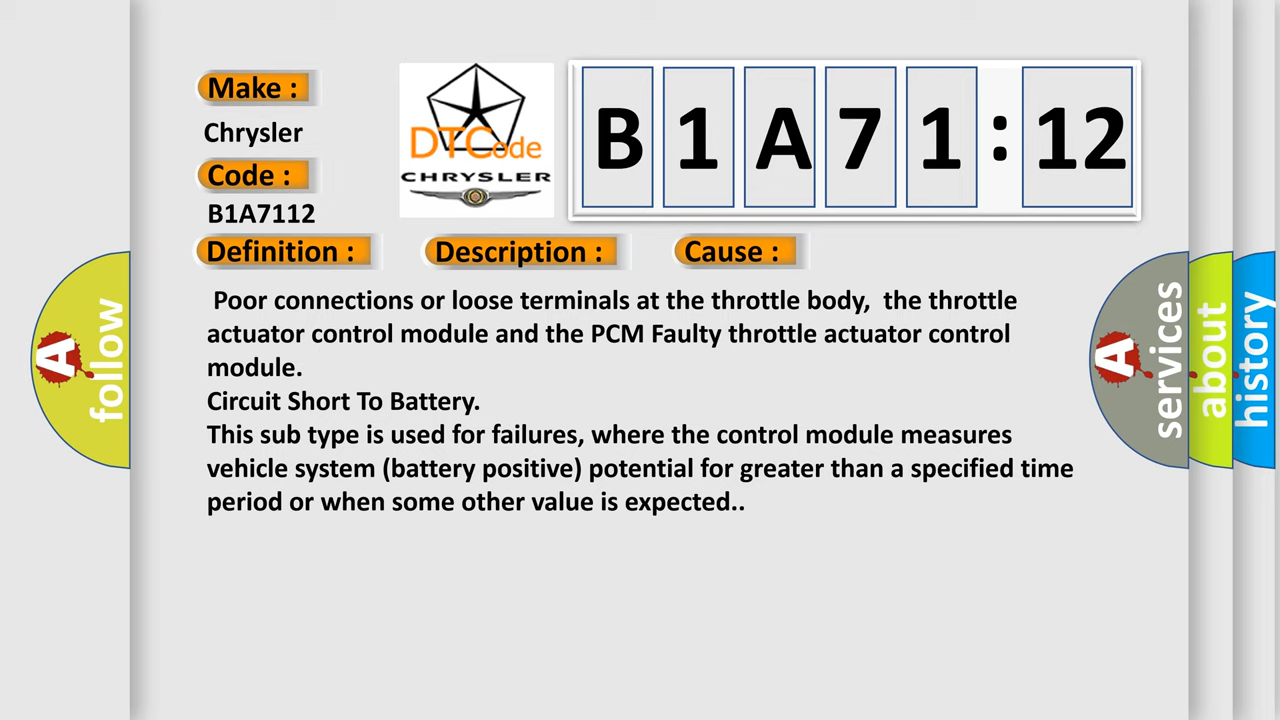 Make :
Chrysler
Code :
B1A7112
DTCode
CHRYSLER
B 1 A 7 1 : 12
Definition :
Description :
Cause :
Poor connections or loose terminals at the throttle body,  the throttle
actuator control module and the PCM Faulty throttle actuator control
module.
Circuit Short To Battery.
This sub type is used for failures, where the control module measures
vehicle system (battery positive) potential for greater than a specified time
period or when some other value is expected..
A follow
A services
about
history